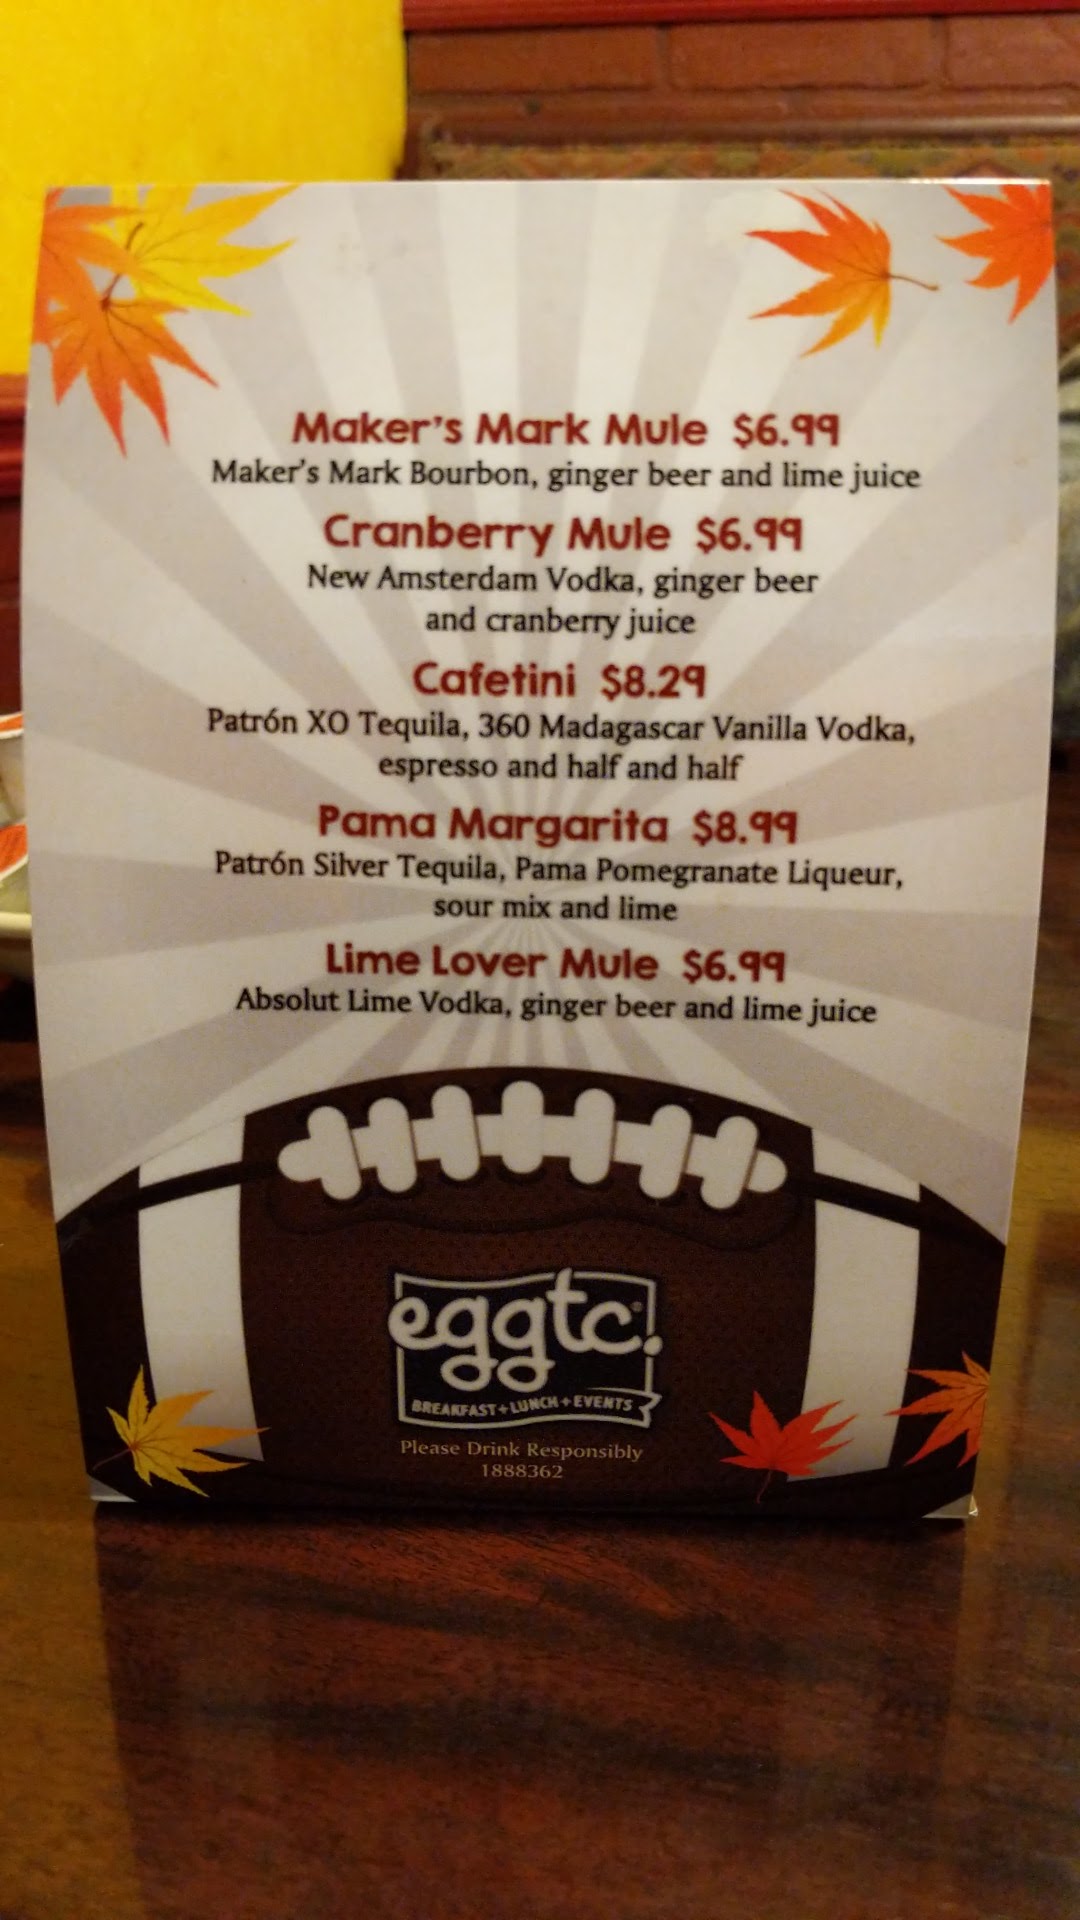 Maker's Mark Mule $6.99
Maker's Mark Bourbon, ginger beer and lime juice
Cranberry Mule $6.99
New Amsterdam Vodka, ginger beer
and cranberry juice
Cafetini $8.29
Patrón XO Tequila, 360 Madagascar Vanilla Vodka,
espresso and half and half
Pama Margarita $8.99
Patrón Silver Tequila, Pama Pomegranate Liqueur,
sour mix and lime
Lime Lover Mule $6.99
Absolut Lime Vodka, ginger beer and lime juice
eggtc.®
BREAKFAST+LUNCH+EVENTS
Please Drink Responsibly
1888362